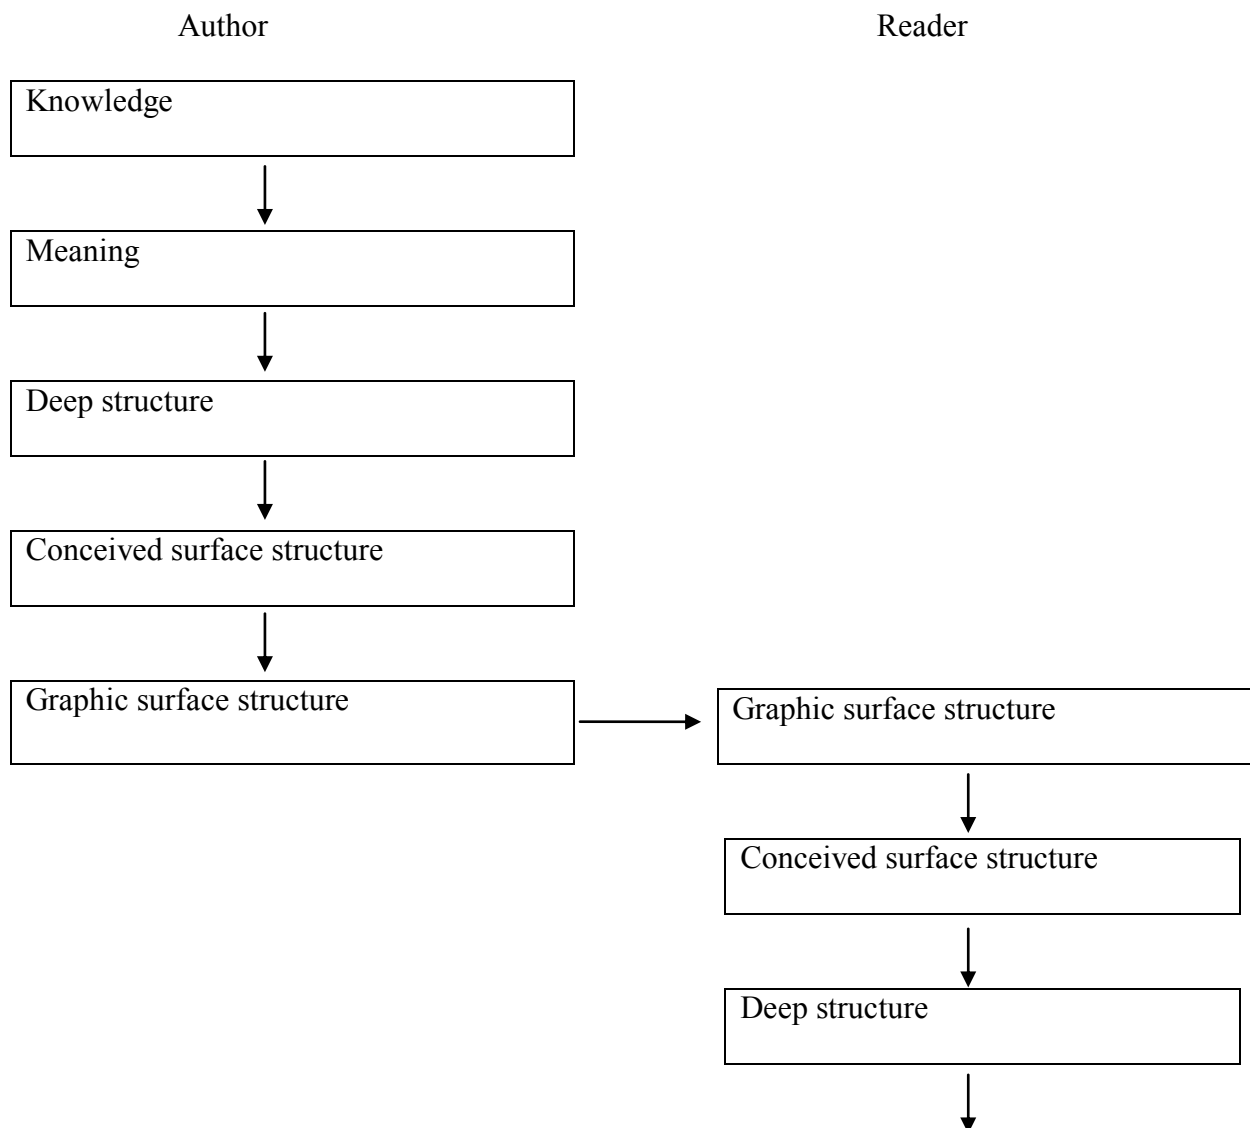 Author
Reader
Knowledge
Meaning
Deep structure
Conceived surface structure
Graphic surface structure
Graphic surface structure
Conceived surface structure
Deep structure